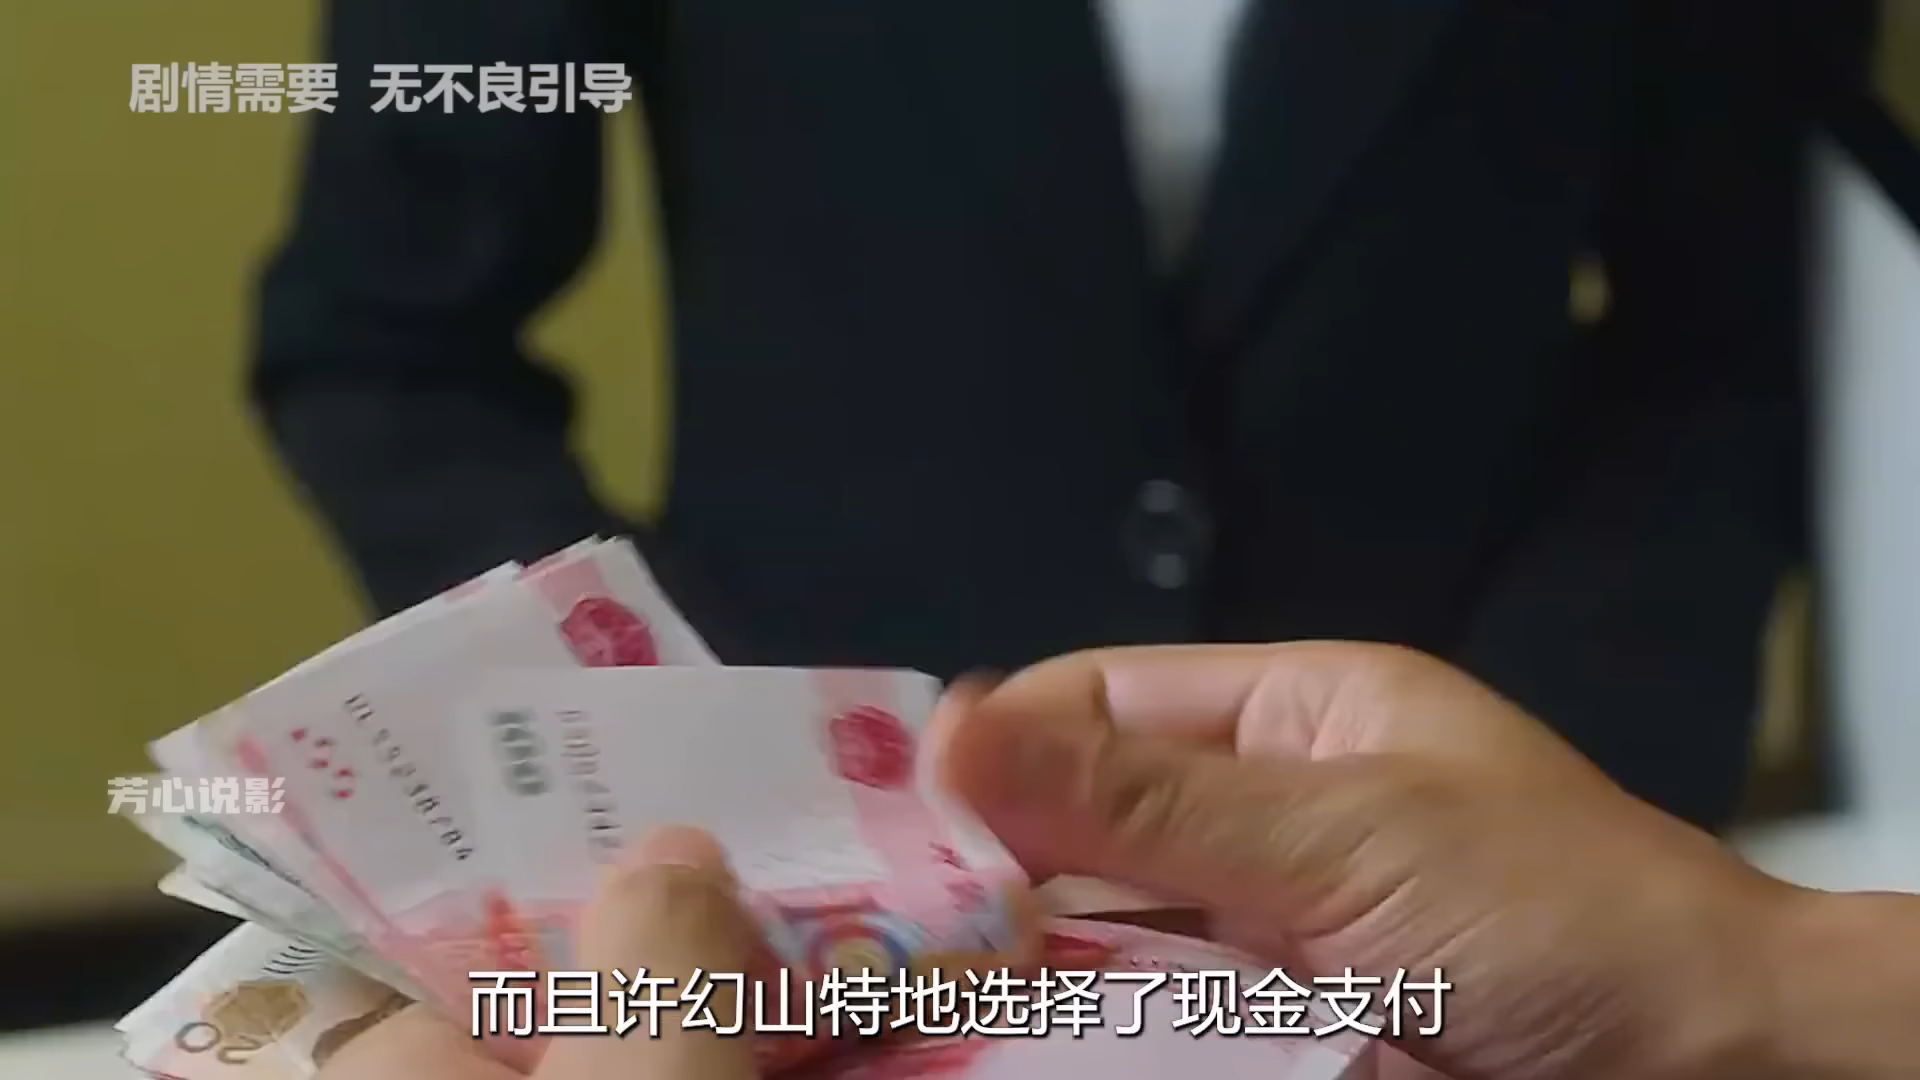 剧情需要 无不良引导
芳心说影
而且许幻山特地选择了现金支付